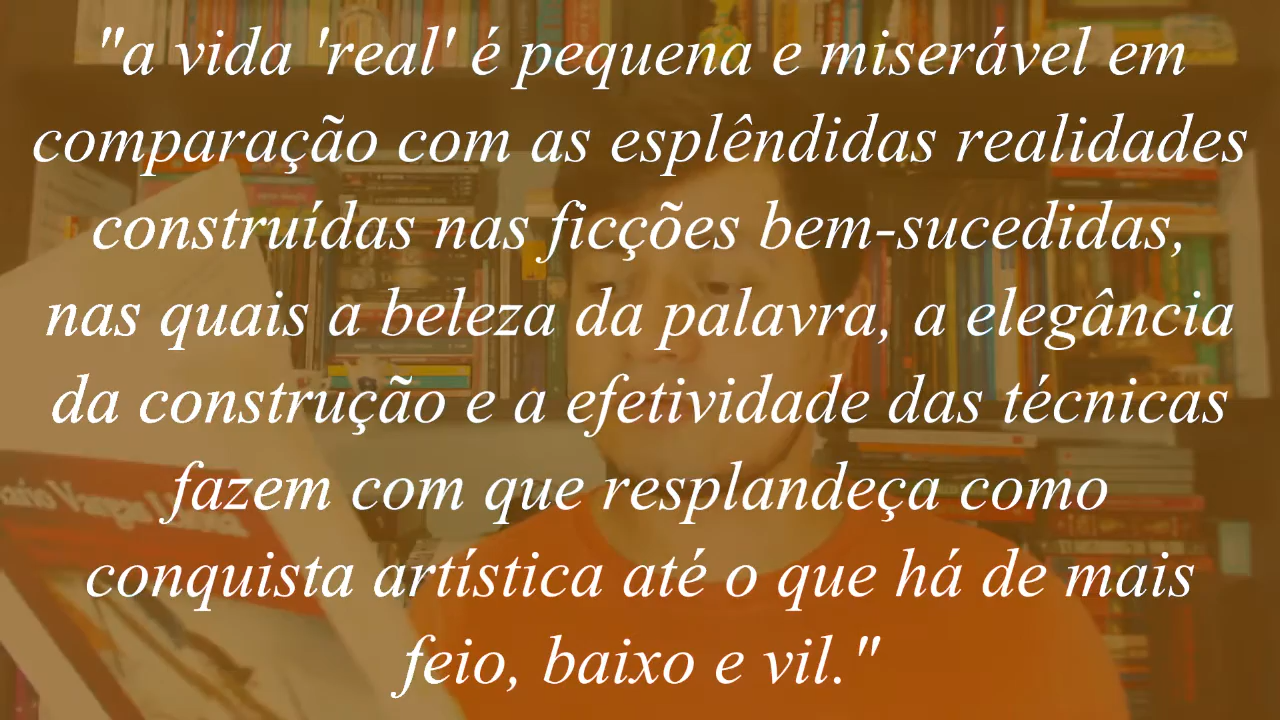 "a vida 'real' é pequena e miserável em
comparação com as esplêndidas realidades
construídas nas ficções bem-sucedidas,
nas quais a beleza da palavra, a elegância
da construção e a efetividade das técnicas
fazem com que resplandeça como
conquista artística até o que há de mais
feio, baixo e vil."